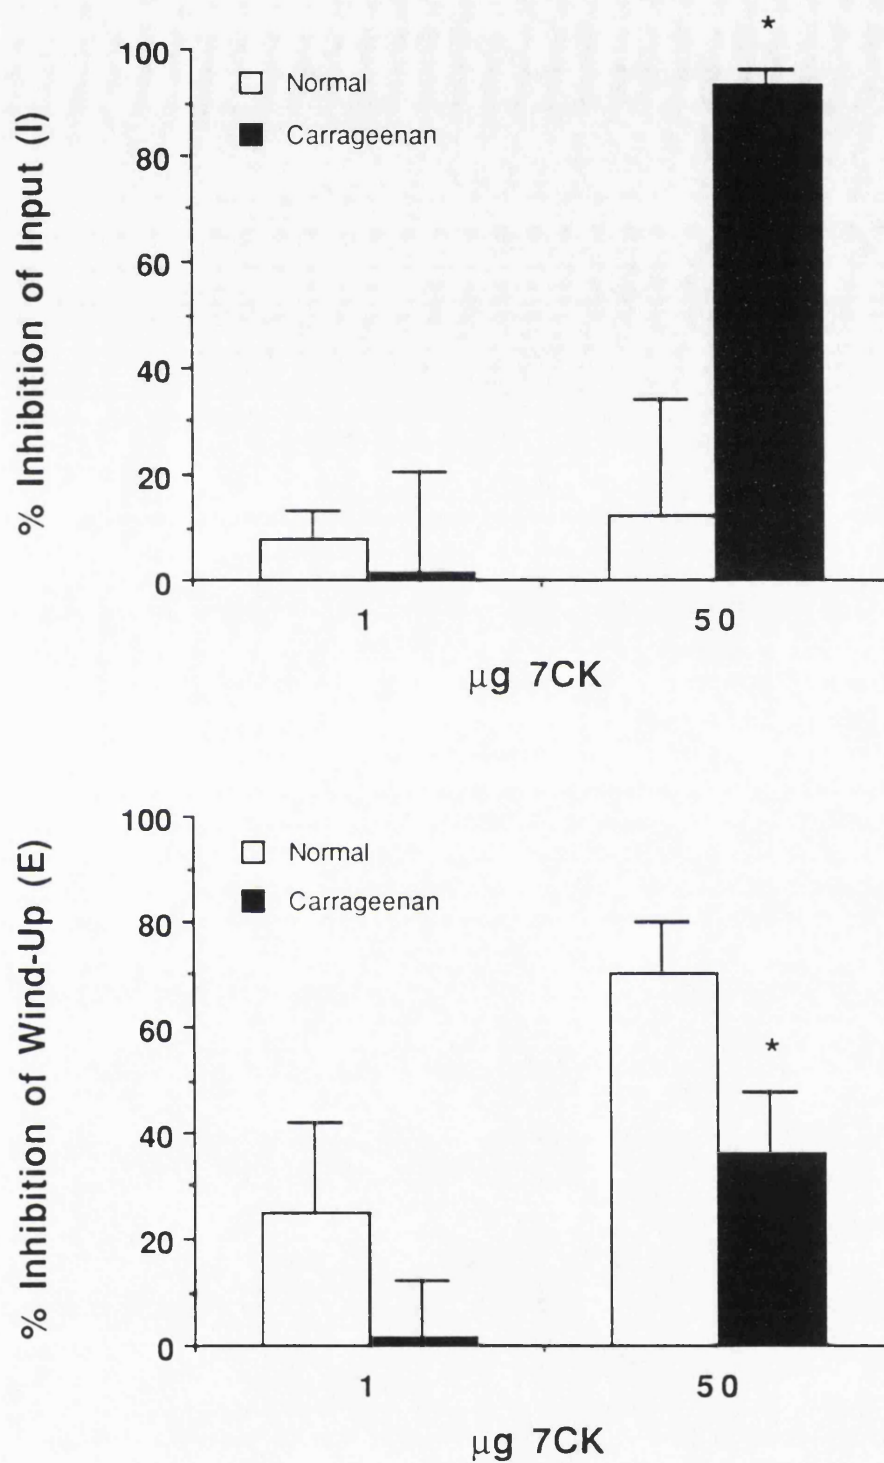 *
100
Normal
Carrageenan
80
60
40
20
0
% Inhibition of Input (I)
1
50
µg 7CK
100
Normal
Carrageenan
80
60
*
40
20
0
% Inhibition of Wind-Up (E)
1
50
µg 7CK